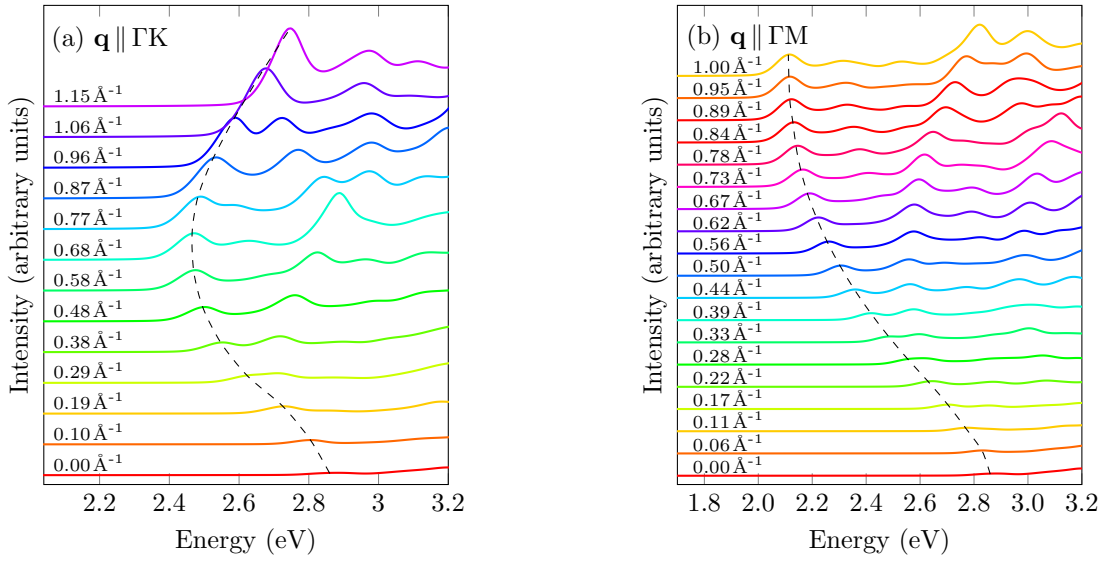 (a) q ∥ ΓK
1.15 Å⁻¹
1.06 Å⁻¹
0.96 Å⁻¹
0.87 Å⁻¹
0.77 Å⁻¹
0.68 Å⁻¹
0.58 Å⁻¹
0.48 Å⁻¹
0.38 Å⁻¹
0.29 Å⁻¹
0.19 Å⁻¹
0.10 Å⁻¹
0.00 Å⁻¹
2.2 2.4 2.6 2.8 3 3.2
Energy (eV)
Intensity (arbitrary units)
(b) q ∥ ΓM
1.00 Å⁻¹
0.95 Å⁻¹
0.89 Å⁻¹
0.84 Å⁻¹
0.78 Å⁻¹
0.73 Å⁻¹
0.67 Å⁻¹
0.62 Å⁻¹
0.56 Å⁻¹
0.50 Å⁻¹
0.44 Å⁻¹
0.39 Å⁻¹
0.33 Å⁻¹
0.28 Å⁻¹
0.22 Å⁻¹
0.17 Å⁻¹
0.11 Å⁻¹
0.06 Å⁻¹
0.00 Å⁻¹
1.8 2.0 2.2 2.4 2.6 2.8 3.0 3.2
Energy (eV)
Intensity (arbitrary units)